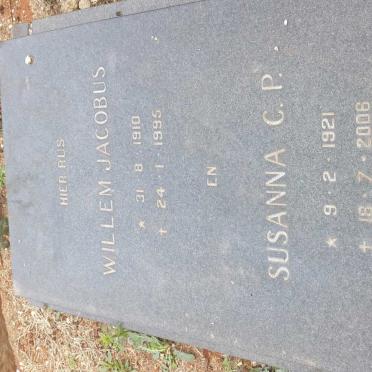 HIER RUS
WILLEM JACOBUS
★ 31 · 8 · 1910
✝ 24 · 1 · 1995
EN
SUSANNA C. P.
★ 9 · 2 · 1921
✝ 18 · 7 · 2006